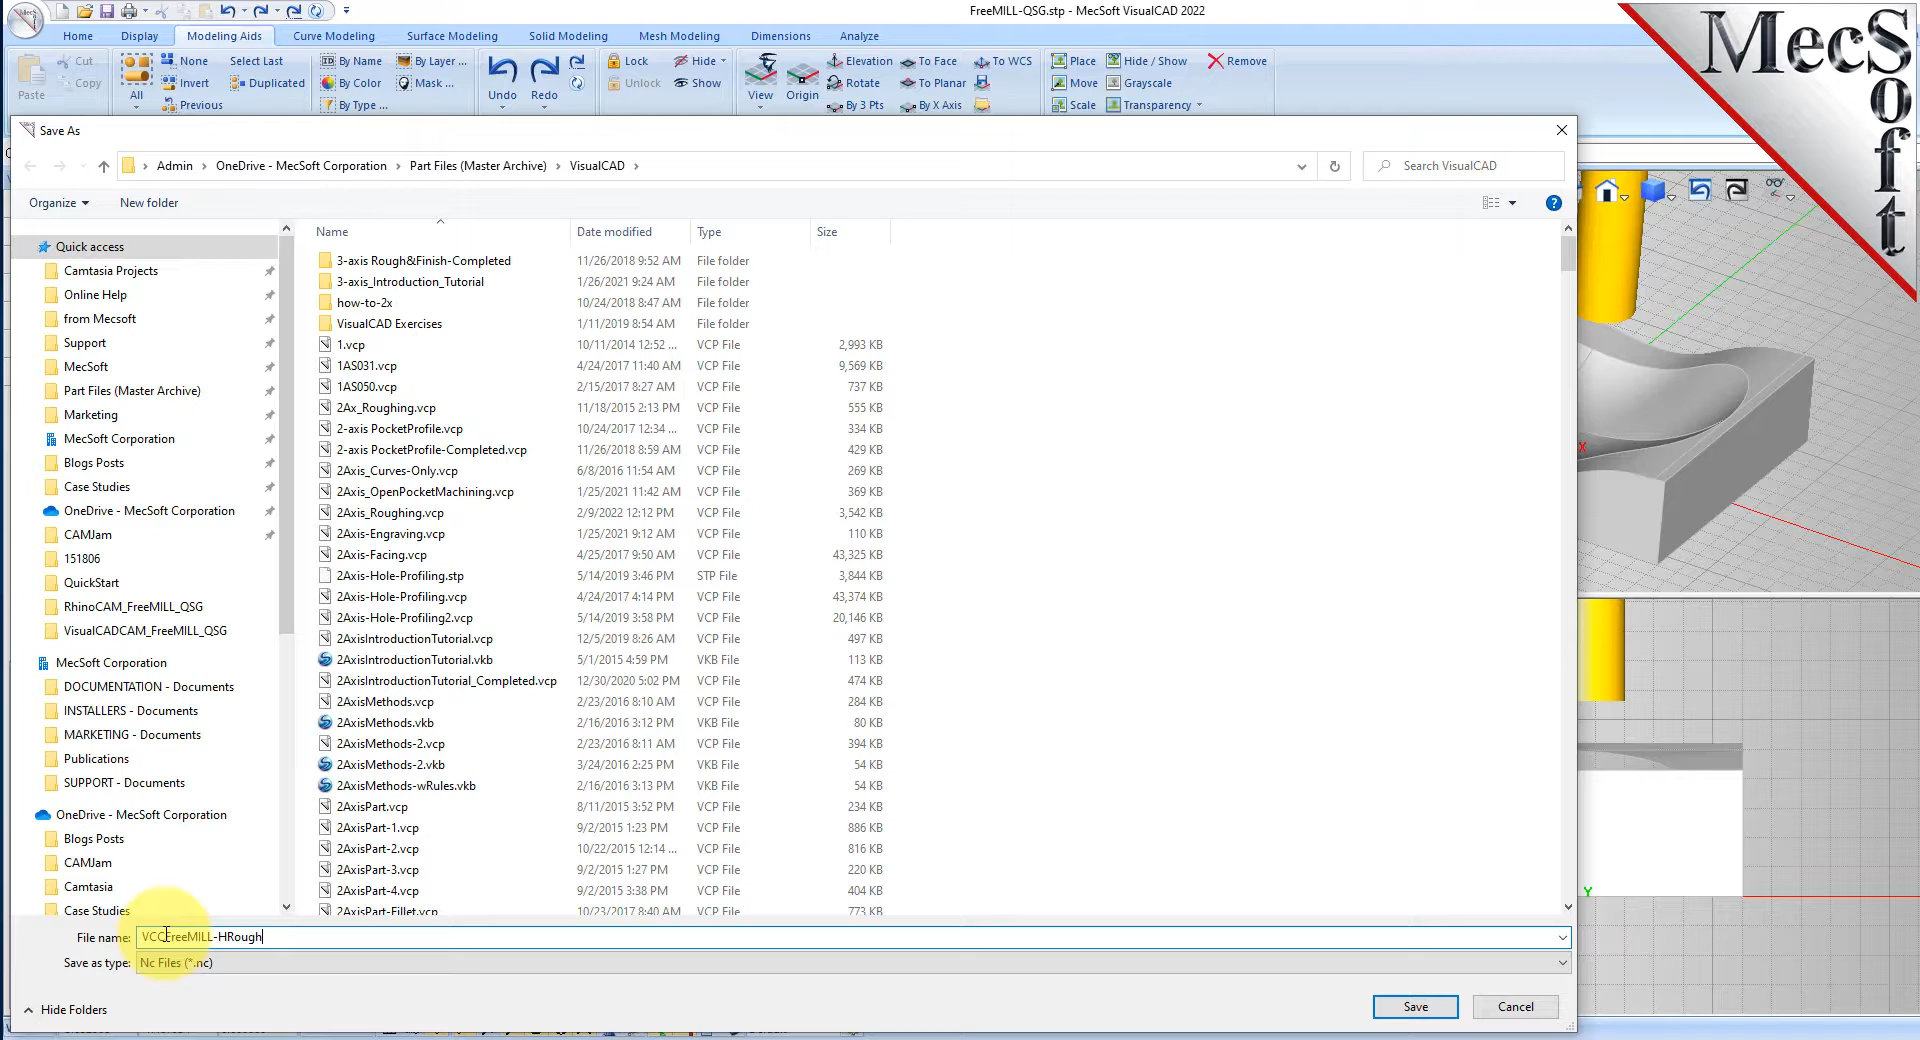 FreeMILL-QSG.stp - MecSoft VisualCAD 2022
Home Display Modeling Aids Curve Modeling Surface Modeling Solid Modeling Mesh Modeling Dimensions Analyze
Cut None Select Last By Name By Layer ... Lock Hide Elevation To Face To WCS Place Hide / Show Remove
Copy Invert Duplicated By Color Mask ... Unlock Show Rotate To Planar Move Grayscale
Paste All Previous By Type ... Undo Redo View Origin By 3 Pts By X Axis Scale Transparency
MecSoft
Save As
Admin OneDrive - MecSoft Corporation Part Files (Master Archive) VisualCAD Search VisualCAD
Organize New folder
Name Date modified Type Size
Quick access
Camtasia Projects
Online Help
from Mecsoft
Support
MecSoft
Part Files (Master Archive)
Marketing
MecSoft Corporation
Blogs Posts
Case Studies
OneDrive - MecSoft Corporation
CAMJam
151806
QuickStart
RhinoCAM_FreeMILL_QSG
VisualCADCAM_FreeMILL_QSG
MecSoft Corporation
DOCUMENTATION - Documents
INSTALLERS - Documents
MARKETING - Documents
Publications
SUPPORT - Documents
OneDrive - MecSoft Corporation
Blogs Posts
CAMJam
Camtasia
Case Studies
3-axis Rough&Finish-Completed 11/26/2018 9:52 AM File folder
3-axis_Introduction_Tutorial 1/26/2021 9:24 AM File folder
how-to-2x 10/24/2018 8:47 AM File folder
VisualCAD Exercises 1/11/2019 8:54 AM File folder
1.vcp 10/11/2014 12:52 ... VCP File 2,993 KB
1AS031.vcp 4/24/2017 11:40 AM VCP File 9,569 KB
1AS050.vcp 2/15/2017 8:27 AM VCP File 737 KB
2Ax_Roughing.vcp 11/18/2015 2:13 PM VCP File 555 KB
2-axis PocketProfile.vcp 10/24/2017 12:34 ... VCP File 334 KB
2-axis PocketProfile-Completed.vcp 11/26/2018 8:59 AM VCP File 429 KB
2Axis_Curves-Only.vcp 6/8/2016 11:54 AM VCP File 269 KB
2Axis_OpenPocketMachining.vcp 1/25/2021 11:42 AM VCP File 369 KB
2Axis_Roughing.vcp 2/9/2022 12:12 PM VCP File 3,542 KB
2Axis-Engraving.vcp 1/25/2021 9:12 AM VCP File 110 KB
2Axis-Facing.vcp 4/25/2017 9:50 AM VCP File 43,325 KB
2Axis-Hole-Profiling.stp 5/14/2019 3:46 PM STP File 3,844 KB
2Axis-Hole-Profiling.vcp 4/24/2017 4:14 PM VCP File 43,374 KB
2Axis-Hole-Profiling2.vcp 5/14/2019 3:58 PM VCP File 20,146 KB
2AxisIntroductionTutorial.vcp 12/5/2019 8:26 AM VCP File 497 KB
2AxisIntroductionTutorial.vkb 5/1/2015 4:59 PM VKB File 113 KB
2AxisIntroductionTutorial_Completed.vcp 12/30/2020 5:02 PM VCP File 474 KB
2AxisMethods.vcp 2/23/2016 8:10 AM VCP File 284 KB
2AxisMethods.vkb 2/16/2016 3:12 PM VKB File 80 KB
2AxisMethods-2.vcp 2/23/2016 8:11 AM VCP File 394 KB
2AxisMethods-2.vkb 3/24/2016 2:25 PM VKB File 54 KB
2AxisMethods-wRules.vkb 2/16/2016 3:13 PM VKB File 54 KB
2AxisPart.vcp 8/11/2015 3:52 PM VCP File 234 KB
2AxisPart-1.vcp 9/2/2015 1:23 PM VCP File 886 KB
2AxisPart-2.vcp 10/22/2015 12:14 ... VCP File 816 KB
2AxisPart-3.vcp 9/2/2015 1:27 PM VCP File 220 KB
2AxisPart-4.vcp 9/2/2015 3:38 PM VCP File 404 KB
2AxisPart-Fillet.vcp 10/23/2017 8:40 AM VCP File 773 KB
X
Y
File name: VCCFreeMILL-HRough
Save as type: Nc Files (*.nc)
Hide Folders Save Cancel